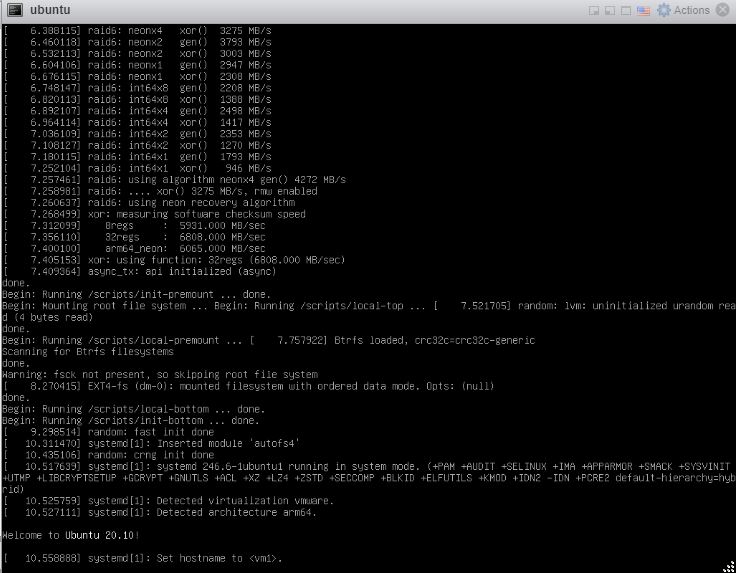 ubuntu
Actions
[    6.388115] raid6: neonx4   xor()  3275 MB/s
[    6.460118] raid6: neonx2   gen()  3793 MB/s
[    6.532113] raid6: neonx2   xor()  3003 MB/s
[    6.604106] raid6: neonx1   gen()  2947 MB/s
[    6.676115] raid6: neonx1   xor()  2308 MB/s
[    6.748147] raid6: int64x8  gen()  2208 MB/s
[    6.820113] raid6: int64x8  xor()  1388 MB/s
[    6.892107] raid6: int64x4  gen()  2498 MB/s
[    6.964114] raid6: int64x4  xor()  1417 MB/s
[    7.036109] raid6: int64x2  gen()  2353 MB/s
[    7.108127] raid6: int64x2  xor()  1270 MB/s
[    7.180115] raid6: int64x1  gen()  1793 MB/s
[    7.252104] raid6: int64x1  xor()   946 MB/s
[    7.257461] raid6: using algorithm neonx4 gen() 4272 MB/s
[    7.258981] raid6: .... xor() 3275 MB/s, rmw enabled
[    7.260637] raid6: using neon recovery algorithm
[    7.268499] xor: measuring software checksum speed
[    7.312099]    8regs     :  5931.000 MB/sec
[    7.356110]    32regs    :  6808.000 MB/sec
[    7.400100]    arm64_neon:  6065.000 MB/sec
[    7.405153] xor: using function: 32regs (6808.000 MB/sec)
[    7.409364] async_tx: api initialized (async)
done.
Begin: Running /scripts/init-premount ... done.
Begin: Mounting root file system ... Begin: Running /scripts/local-top ... [    7.521705] random: lvm: uninitialized urandom rea
d (4 bytes read)
done.
Begin: Running /scripts/local-premount ... [    7.757922] Btrfs loaded, crc32c=crc32c-generic
Scanning for Btrfs filesystems
done.
Warning: fsck not present, so skipping root file system
[    8.270415] EXT4-fs (dm-0): mounted filesystem with ordered data mode. Opts: (null)
done.
Begin: Running /scripts/local-bottom ... done.
Begin: Running /scripts/init-bottom ... done.
[    9.298514] random: fast init done
[   10.311470] systemd[1]: Inserted module 'autofs4'
[   10.435106] random: crng init done
[   10.517639] systemd[1]: systemd 246.6-1ubuntu1 running in system mode. (+PAM +AUDIT +SELINUX +IMA +APPARMOR +SMACK +SYSVINIT
+UTMP +LIBCRYPTSETUP +GCRYPT +GNUTLS +ACL +XZ +LZ4 +ZSTD +SECCOMP +BLKID +ELFUTILS +KMOD +IDN2 -IDN +PCRE2 default-hierarchy=hyb
rid)
[   10.525759] systemd[1]: Detected virtualization vmware.
[   10.527111] systemd[1]: Detected architecture arm64.
Welcome to Ubuntu 20.10!
[   10.558888] systemd[1]: Set hostname to <vm1>.